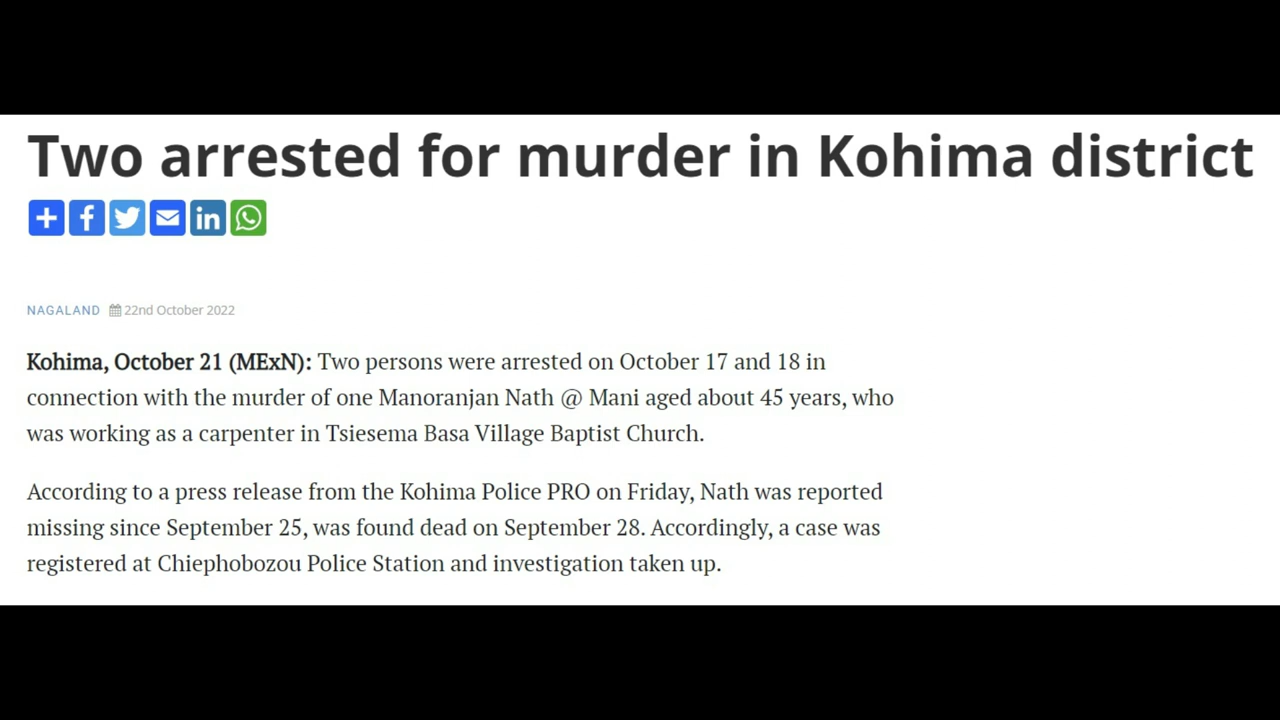 Two arrested for murder in Kohima district
NAGALAND 22nd October 2022
Kohima, October 21 (MExN): Two persons were arrested on October 17 and 18 in
connection with the murder of one Manoranjan Nath @ Mani aged about 45 years, who
was working as a carpenter in Tsiesema Basa Village Baptist Church.
According to a press release from the Kohima Police PRO on Friday, Nath was reported
missing since September 25, was found dead on September 28. Accordingly, a case was
registered at Chiephobozou Police Station and investigation taken up.